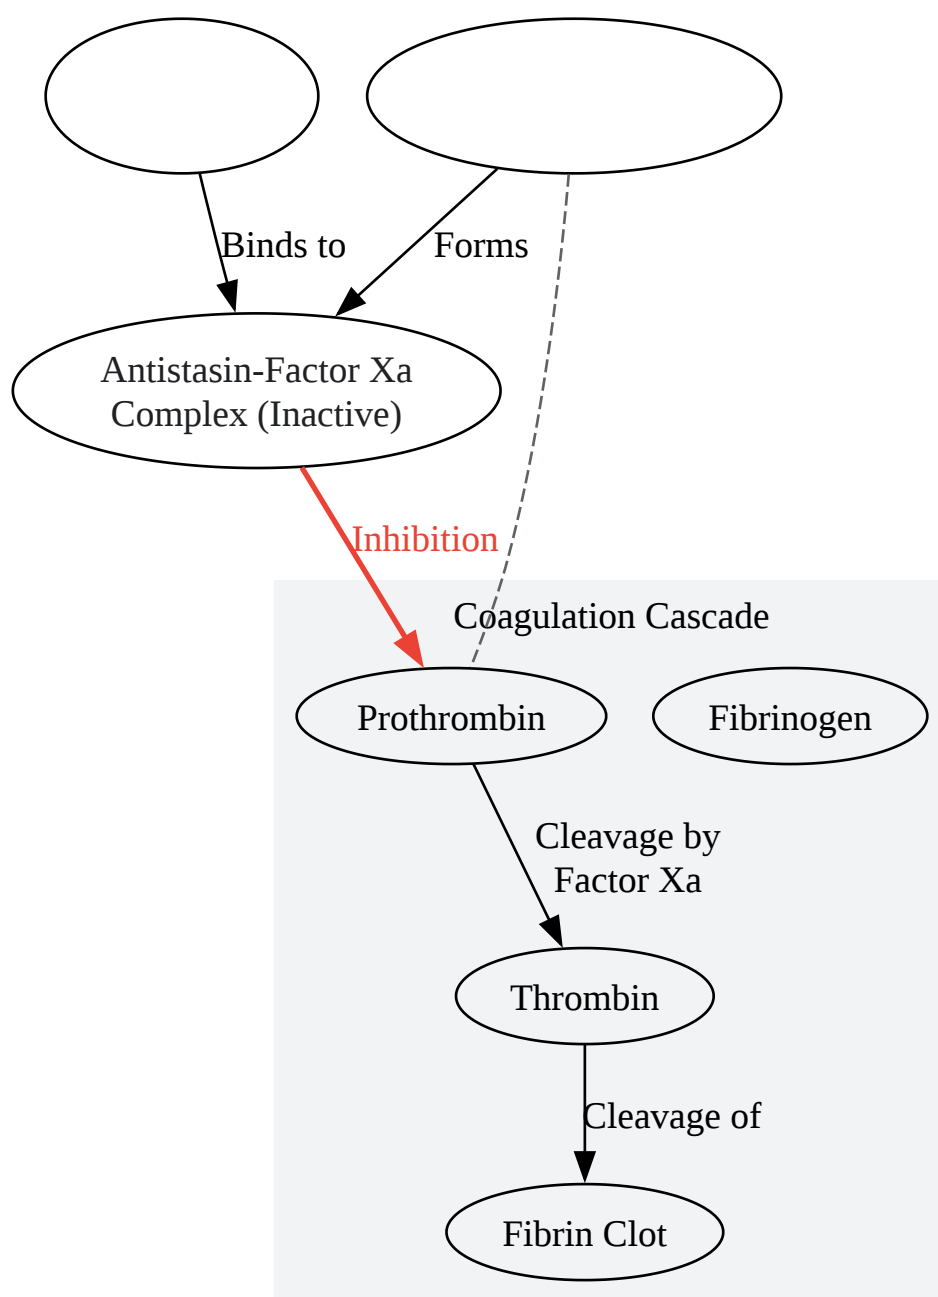 Binds to
Forms
Antistasin-Factor Xa
Complex (Inactive)
Inhibition
Coagulation Cascade
Prothrombin
Fibrinogen
Cleavage by
Factor Xa
Thrombin
Cleavage of
Fibrin Clot